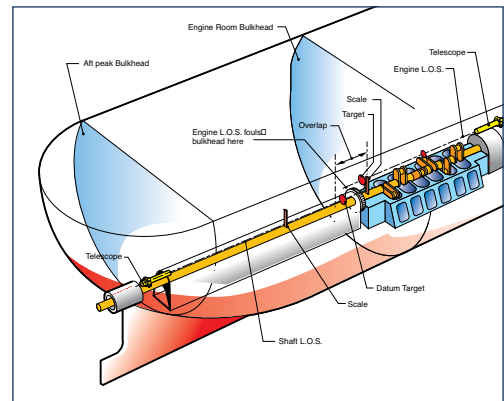 Engine Room Bulkhead
Aft peak Bulkhead
Telescope
Engine L.O.S.
Scale
Target
Overlap
Engine L.O.S. fouls□
bulkhead here
Telescope
Datum Target
Scale
Shaft L.O.S.